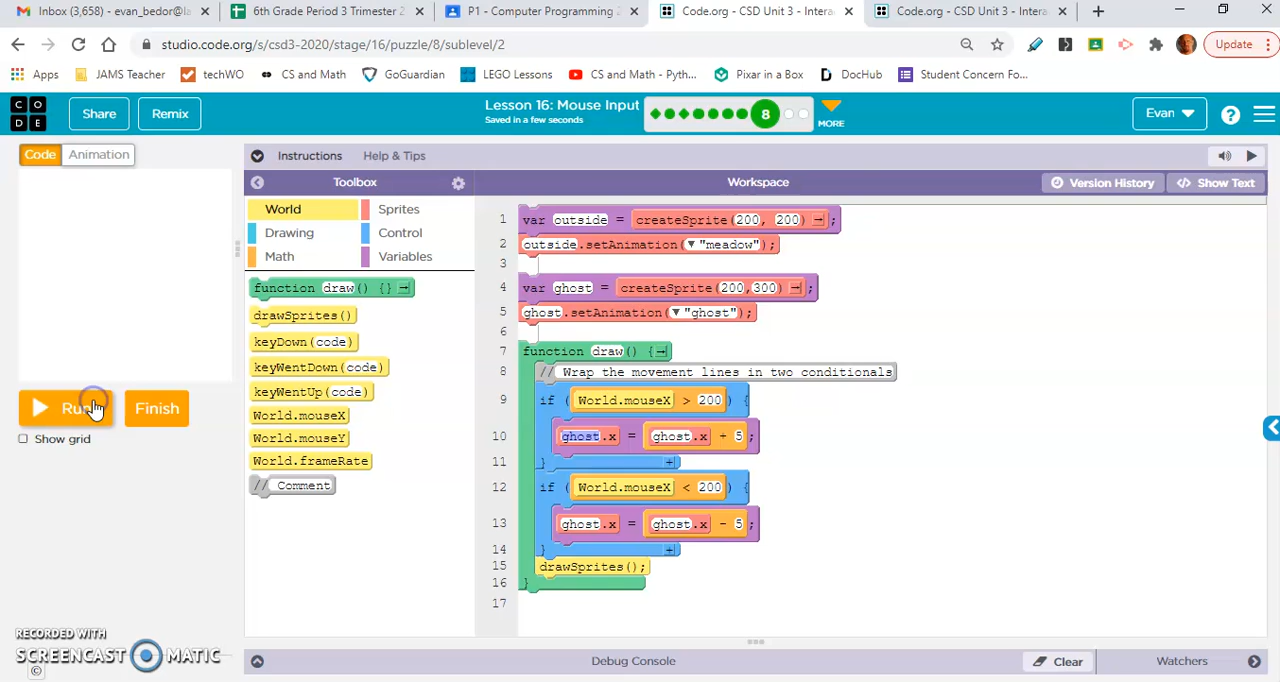 Inbox (3,658) - evan_bedor@la
6th Grade Period 3 Trimester 2
P1 - Computer Programming 2
Code.org - CSD Unit 3 - Intera
Code.org - CSD Unit 3 - Intera
studio.code.org/s/csd3-2020/stage/16/puzzle/8/sublevel/2
Update
Apps
JAMS Teacher
techWO
CS and Math
GoGuardian
LEGO Lessons
CS and Math - Pyth...
Pixar in a Box
DocHub
Student Concern Fo...
C O
D E
Share
Remix
Lesson 16: Mouse Input
Saved in a few seconds
8
MORE
Evan
?
Code
Animation
Instructions
Help & Tips
Toolbox
Workspace
Version History
</> Show Text
World
Sprites
Drawing
Control
Math
Variables
function draw() {}
drawSprites()
keyDown(code)
keyWentDown(code)
keyWentUp(code)
World.mouseX
World.mouseY
World.frameRate
// Comment
Run
Finish
Show grid
1 var outside = createSprite(200, 200);
2 outside.setAnimation("meadow");
3
4 var ghost = createSprite(200,300);
5 ghost.setAnimation("ghost");
6
7 function draw() {
8 // Wrap the movement lines in two conditionals
9 if (World.mouseX > 200) {
10 ghost.x = ghost.x + 5;
11 }
12 if (World.mouseX < 200) {
13 ghost.x = ghost.x - 5;
14 }
15 drawSprites();
16 }
17
RECORDED WITH
SCREENCAST MATIC
©
Debug Console
Clear
Watchers